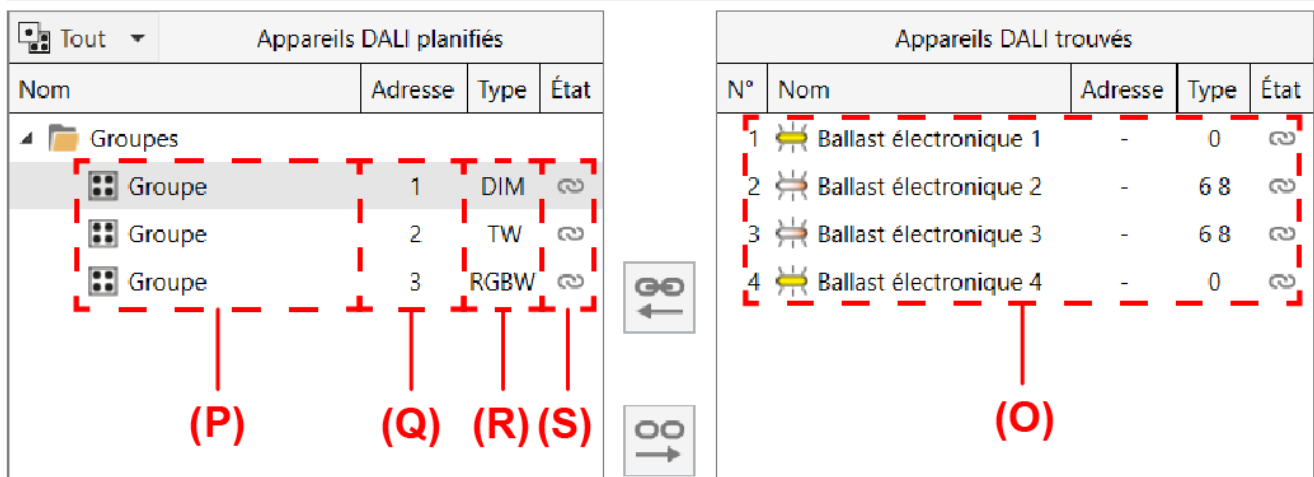 Tout Appareils DALI planifiés
Nom Adresse Type État
Groupes
Groupe 1 DIM
Groupe 2 TW
Groupe 3 RGBW
(P) (Q) (R) (S)
Appareils DALI trouvés
N° Nom Adresse Type État
1 Ballast électronique 1 - 0
2 Ballast électronique 2 - 6 8
3 Ballast électronique 3 - 6 8
4 Ballast électronique 4 - 0
(O)